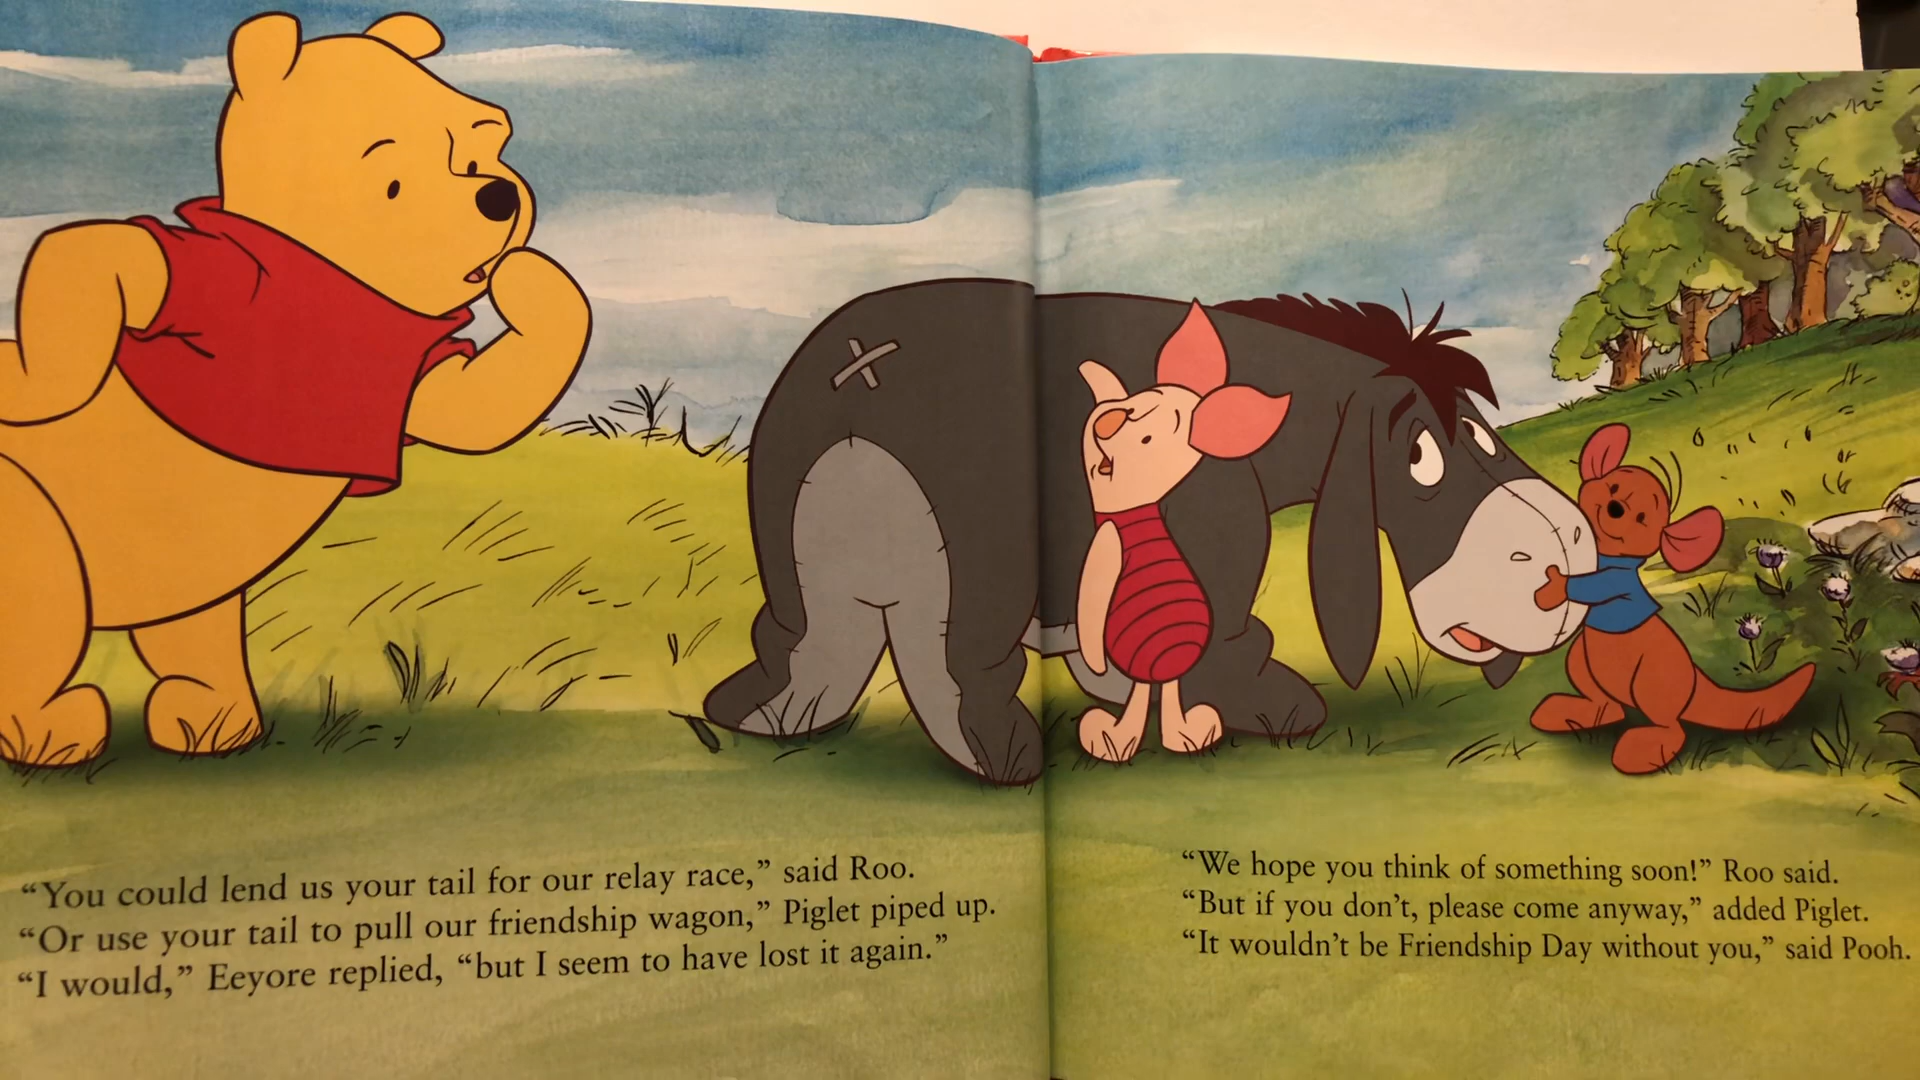 “You could lend us your tail for our relay race,” said Roo.
“Or use your tail to pull our friendship wagon,” Piglet piped up.
“I would,” Eeyore replied, “but I seem to have lost it again.”
“We hope you think of something soon!” Roo said.
“But if you don’t, please come anyway,” added Piglet.
“It wouldn’t be Friendship Day without you,” said Pooh.